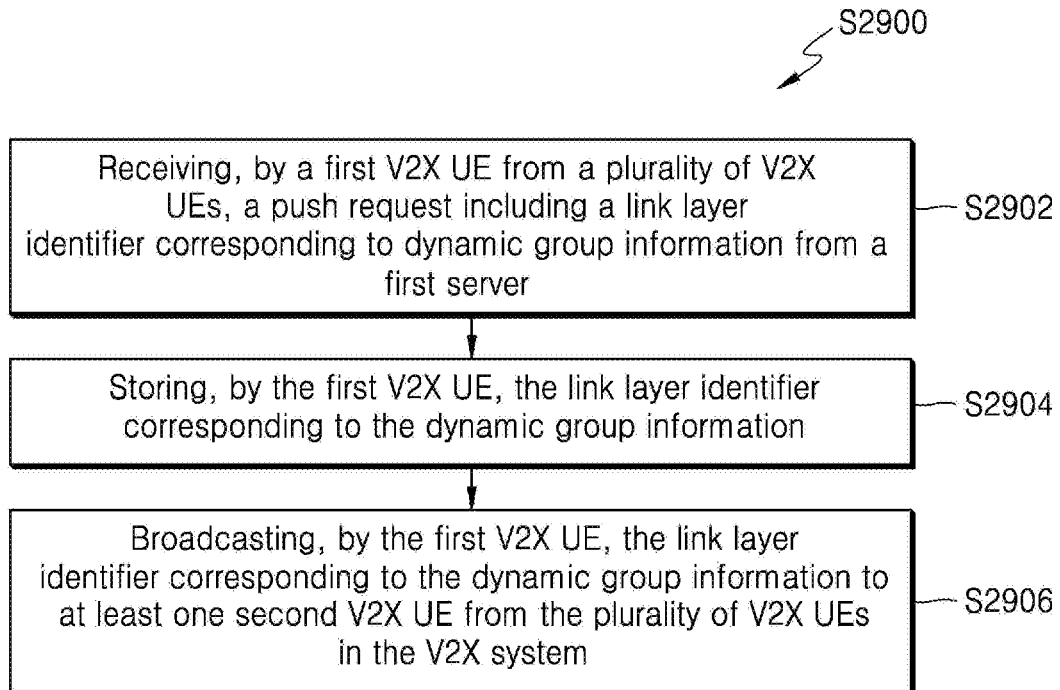 S2900
Receiving, by a first V2X UE from a plurality of V2X
UEs, a push request including a link layer
identifier corresponding to dynamic group information from a
first server
S2902
Storing, by the first V2X UE, the link layer identifier
corresponding to the dynamic group information
S2904
Broadcasting, by the first V2X UE, the link layer
identifier corresponding to the dynamic group information to
at least one second V2X UE from the plurality of V2X UEs
in the V2X system
S2906